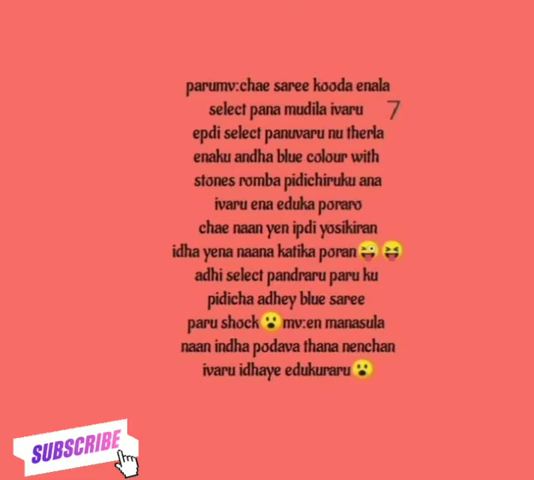 parumv:chae saree kooda enala
select pana mudila ivaru 7
epdi select panuvaru nu therla
enaku andha blue colour with
stones romba pidichiruku ana
ivaru ena eduka poraro
chae naan yen ipdi yosikiran
idha yena naana katika poran😜😝
adhi select pandraru paru ku
pidicha adhey blue saree
paru shock😮mv:en manasula
naan indha podava thana nenchan
ivaru idhaye edukuraru😮
SUBSCRIBE